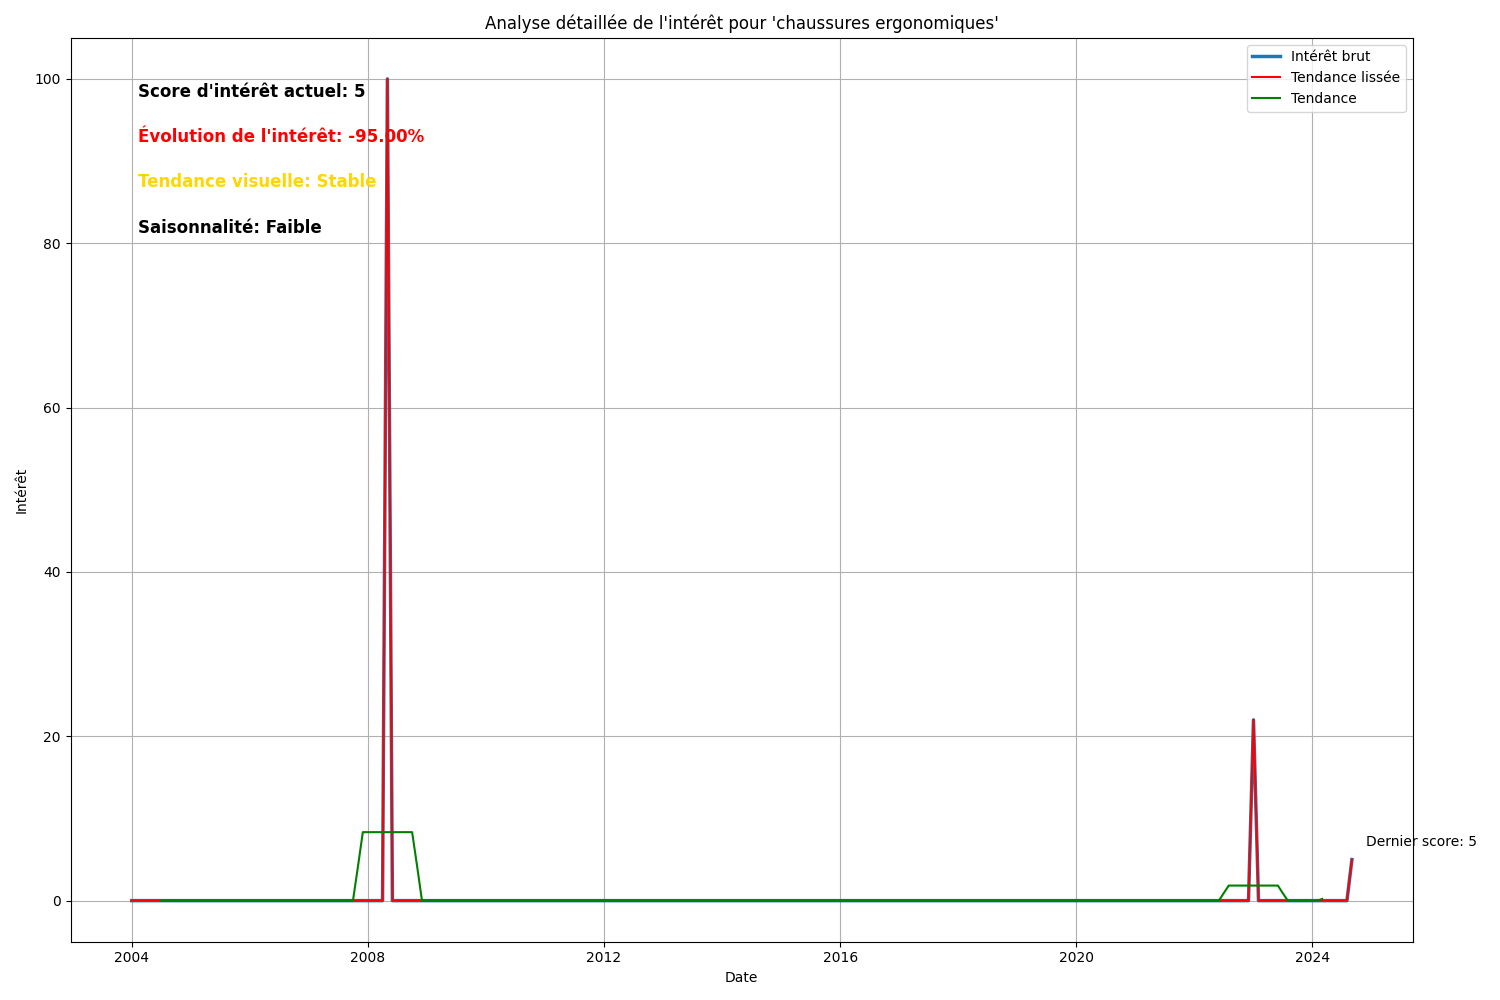 Analyse détaillée de l'intérêt pour 'chaussures ergonomiques'
Intérêt brut
Tendance lissée
Tendance
Score d'intérêt actuel: 5
Évolution de l'intérêt: -95.00%
Tendance visuelle: Stable
Saisonnalité: Faible
Dernier score: 5
Intérêt
100
80
60
40
20
0
2004
2008
2012
2016
2020
2024
Date